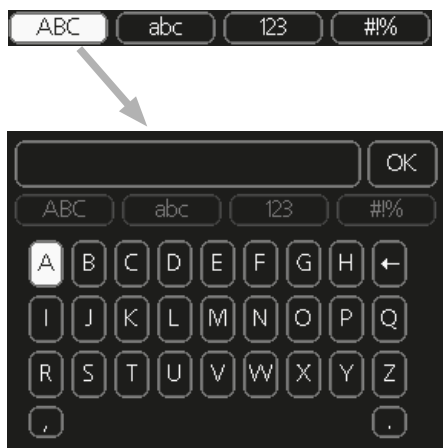 ABC abc 123 #!%
OK
ABC abc 123 #!%
A B C D E F G H ←
I J K L M N O P Q
R S T U V W X Y Z
, .